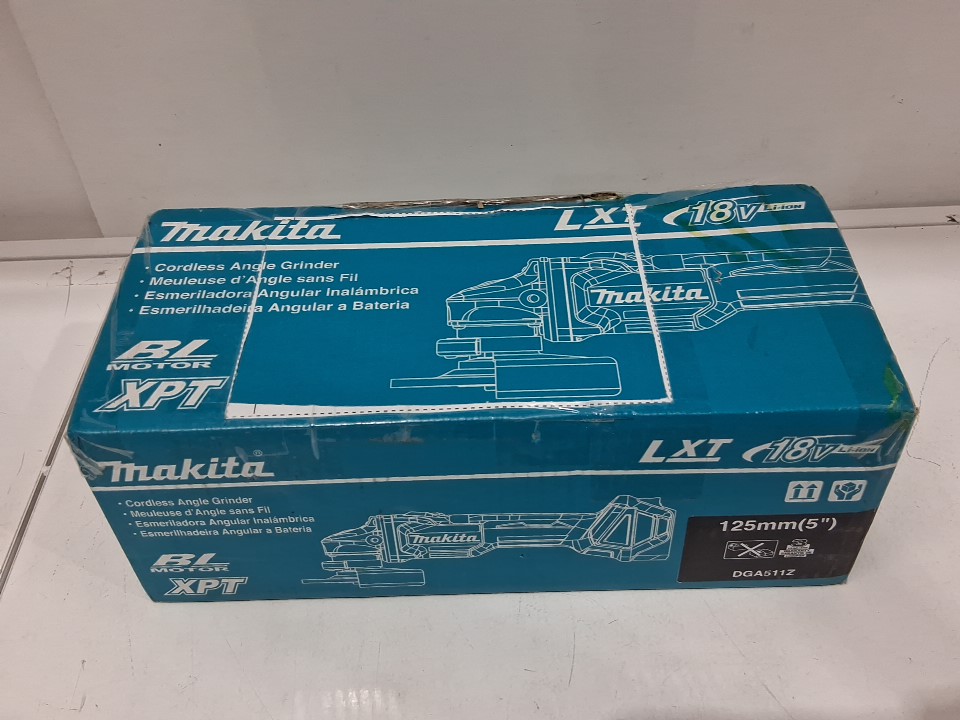 makita
LXT 18V Li-ION
• Cordless Angle Grinder
• Meuleuse d'Angle sans Fil
• Esmeriladora Angular Inalámbrica
• Esmerilhadeira Angular a Bateria
makita
BL
MOTOR
XPT
makita®
LXT 18V Li-ION
• Cordless Angle Grinder
• Meuleuse d'Angle sans Fil
• Esmeriladora Angular Inalámbrica
• Esmerilhadeira Angular a Bateria
makita
BL
MOTOR
XPT
125mm(5")
DGA511Z